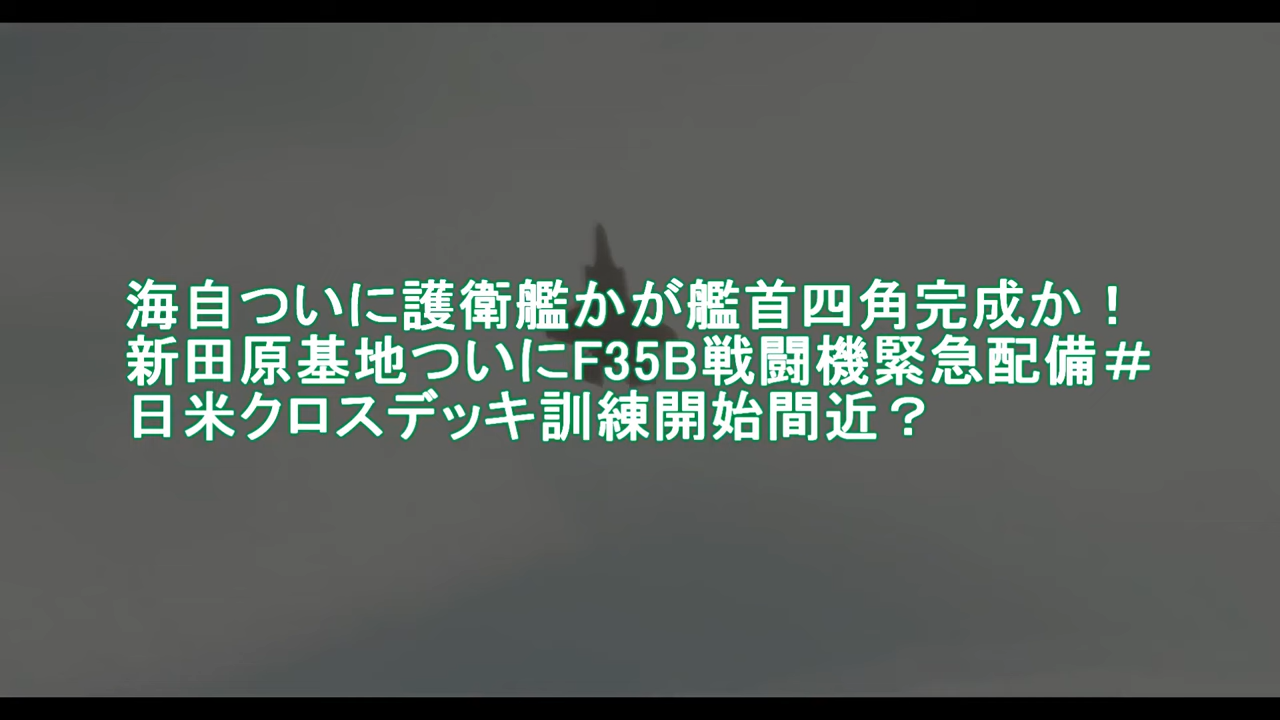 海自ついに護衛艦かが艦首四角完成か！
新田原基地ついにF35B戦闘機緊急配備＃
日米クロスデッキ訓練開始間近？